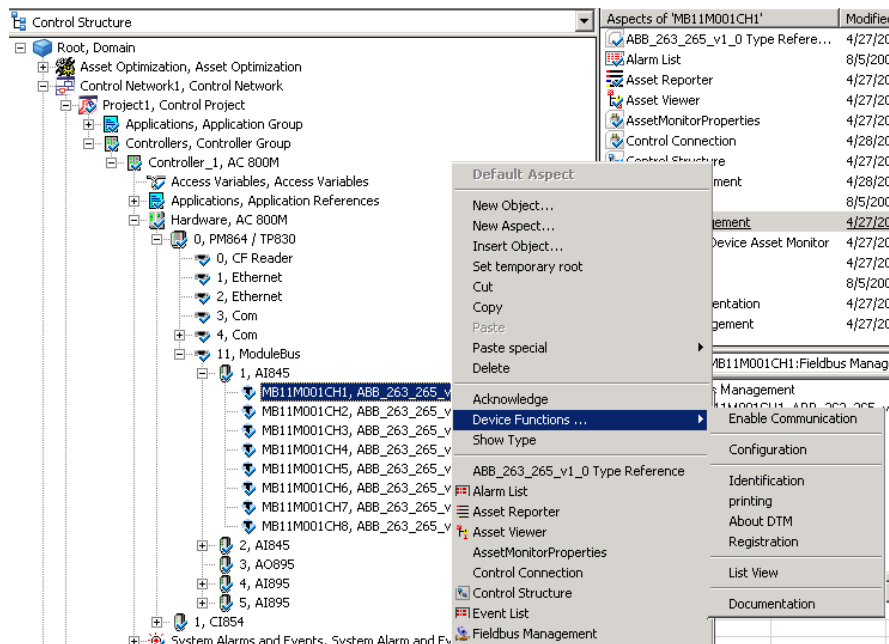 Control Structure
Root, Domain
Asset Optimization, Asset Optimization
Control Network1, Control Network
Project1, Control Project
Applications, Application Group
Controllers, Controller Group
Controller_1, AC 800M
Access Variables, Access Variables
Applications, Application References
Hardware, AC 800M
0, PM864 / TP830
0, CF Reader
1, Ethernet
2, Ethernet
3, Com
4, Com
11, ModuleBus
1, AI845
MB11M001CH1, ABB_263_265_v
MB11M001CH2, ABB_263_265_v
MB11M001CH3, ABB_263_265_v
MB11M001CH4, ABB_263_265_v
MB11M001CH5, ABB_263_265_v
MB11M001CH6, ABB_263_265_v
MB11M001CH7, ABB_263_265_v
MB11M001CH8, ABB_263_265_v
2, AI845
3, AO895
4, AI895
5, AI895
1, CI854
System Alarms and Events, System Alarm and Ev
Aspects of 'MB11M001CH1' Modified
ABB_263_265_v1_0 Type Refere... 4/27/20
Alarm List 8/5/200
Asset Reporter 4/27/20
Asset Viewer 4/27/20
AssetMonitorProperties 4/27/20
Control Connection 4/28/20
Control Structure 4/27/20
ment 4/28/20
8/5/200
gement 4/27/20
Device Asset Monitor 4/27/20
4/27/20
8/5/200
entation 4/27/20
gement 4/27/20
MB11M001CH1:Fieldbus Manag
s Management
Default Aspect
New Object...
New Aspect...
Insert Object...
Set temporary root
Cut
Copy
Paste
Paste special
Delete
Acknowledge
Device Functions ...
Show Type
ABB_263_265_v1_0 Type Reference
Alarm List
Asset Reporter
Asset Viewer
AssetMonitorProperties
Control Connection
Control Structure
Event List
Fieldbus Management
Enable Communication
Configuration
Identification
printing
About DTM
Registration
List View
Documentation